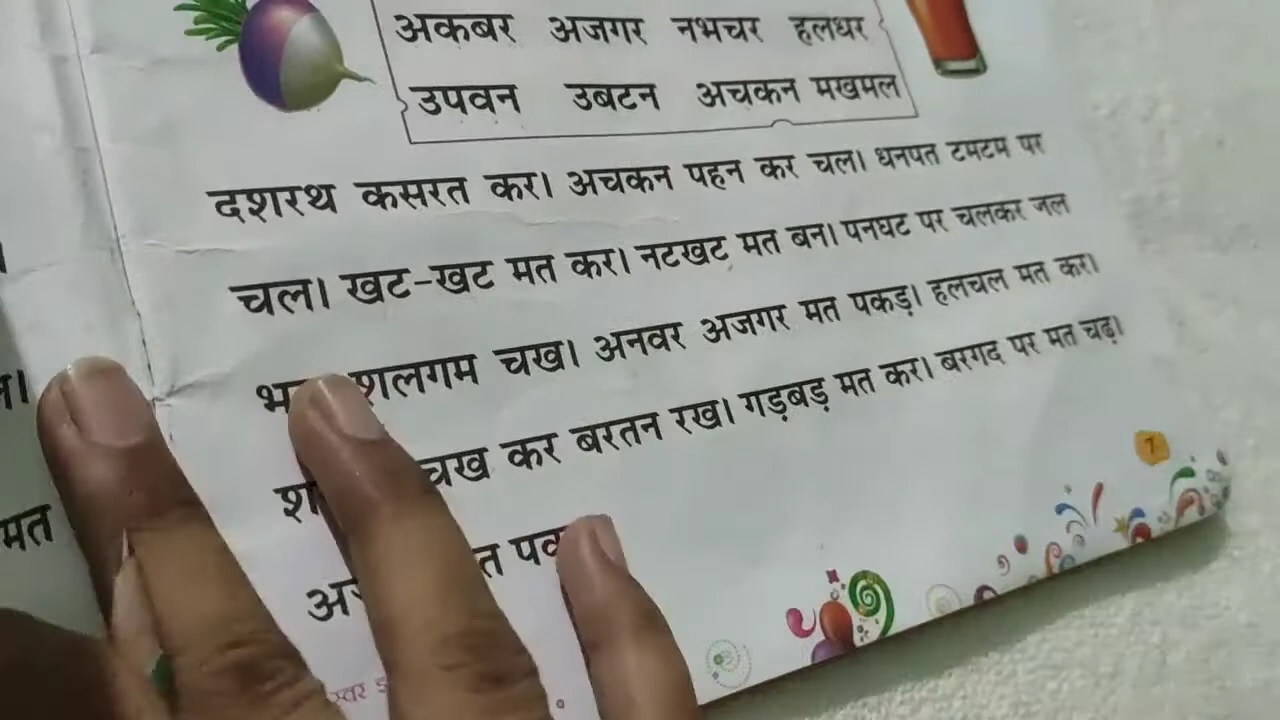 अकबर अजगर नभचर हलधर
उपवन उबटन अचकन मखमल
दशरथ कसरत कर। अचकन पहन कर चल। धनपत टमटम पर
चल। खट-खट मत कर। नटखट मत बन। पनघट पर चलकर जल
शलगम चख। अनवर अजगर मत पकड़। हलचल मत कर।
चख कर बरतन रख। गड़बड़ मत कर। बरगद पर मत चढ़।
मत
7